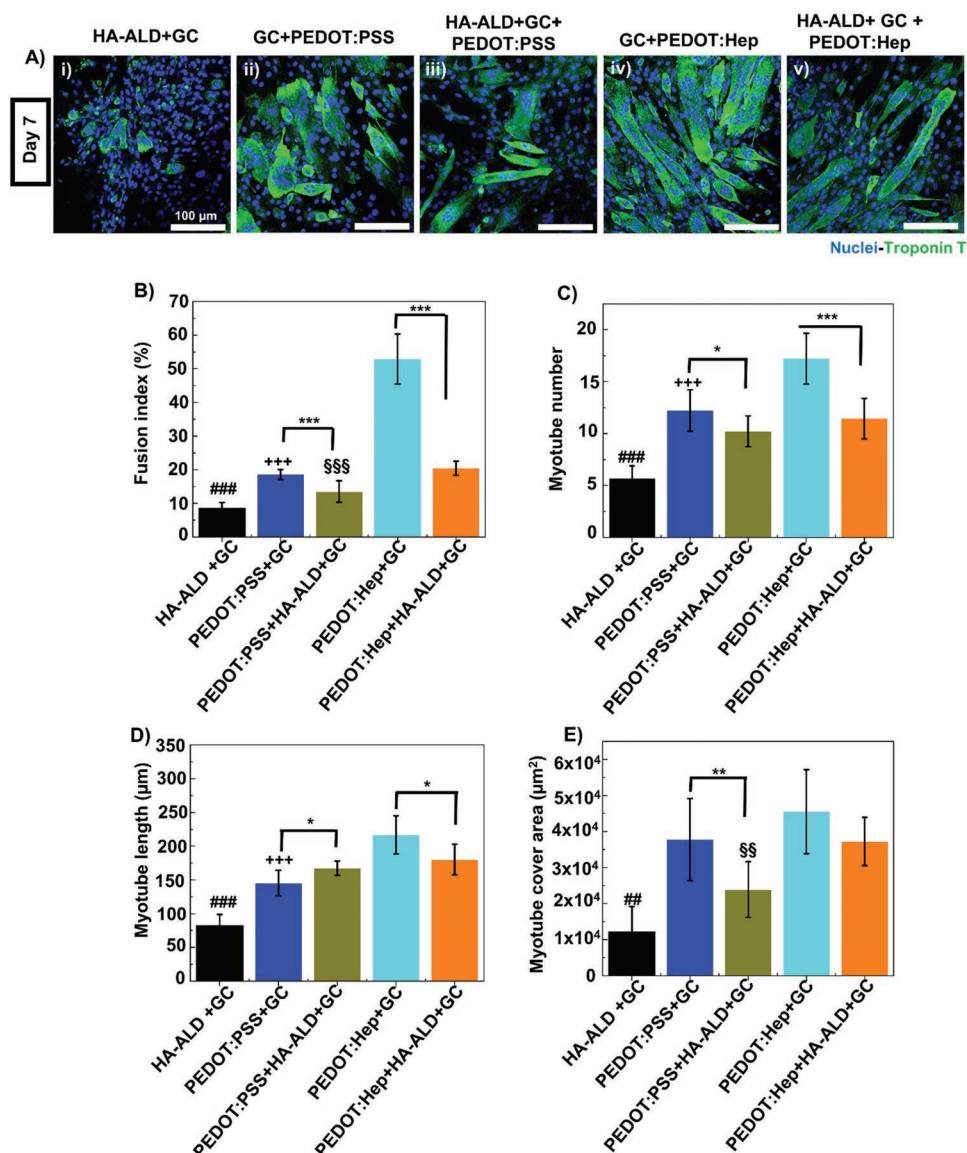 HA-ALD+GC
GC+PEDOT:PSS
HA-ALD+GC+
PEDOT:PSS
GC+PEDOT:Hep
HA-ALD+ GC +
PEDOT:Hep
A)
Day 7
i)
ii)
iii)
iv)
v)
100 µm
Nuclei-Troponin T
B)
Fusion index (%)
70
60
50
40
30
20
10
0
###
+++
***
§§§
***
HA-ALD +GC
PEDOT:PSS+GC
PEDOT:PSS+HA-ALD+GC
PEDOT:Hep+GC
PEDOT:Hep+HA-ALD+GC
C)
Myotube number
20
15
10
5
0
###
+++
*
***
HA-ALD +GC
PEDOT:PSS+GC
PEDOT:PSS+HA-ALD+GC
PEDOT:Hep+GC
PEDOT:Hep+HA-ALD+GC
D)
Myotube length (µm)
350
300
250
200
150
100
50
0
###
+++
*
*
HA-ALD +GC
PEDOT:PSS+GC
PEDOT:PSS+HA-ALD+GC
PEDOT:Hep+GC
PEDOT:Hep+HA-ALD+GC
E)
Myotube cover area (µm²)
6x10⁴
5x10⁴
4x10⁴
3x10⁴
2x10⁴
1x10⁴
0
##
**
§§
HA-ALD +GC
PEDOT:PSS+GC
PEDOT:PSS+HA-ALD+GC
PEDOT:Hep+GC
PEDOT:Hep+HA-ALD+GC